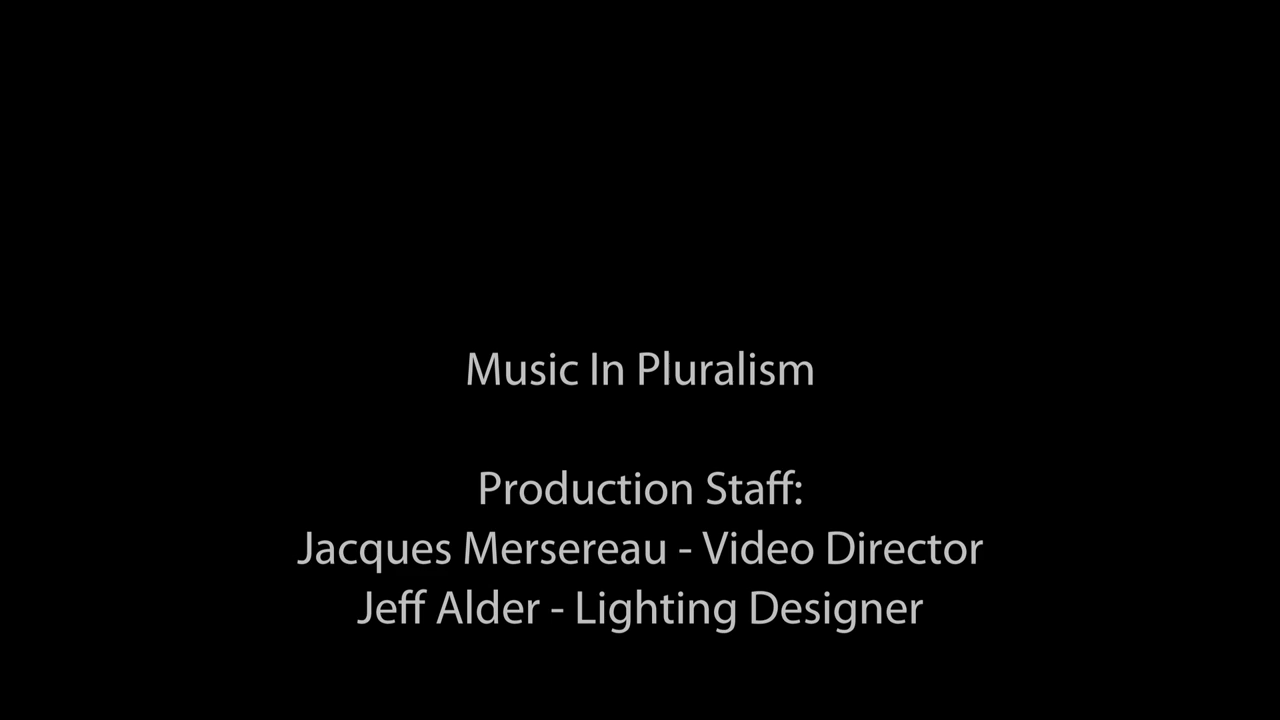 Music In Pluralism
Production Staff:
Jacques Mersereau - Video Director
Jeff Alder - Lighting Designer